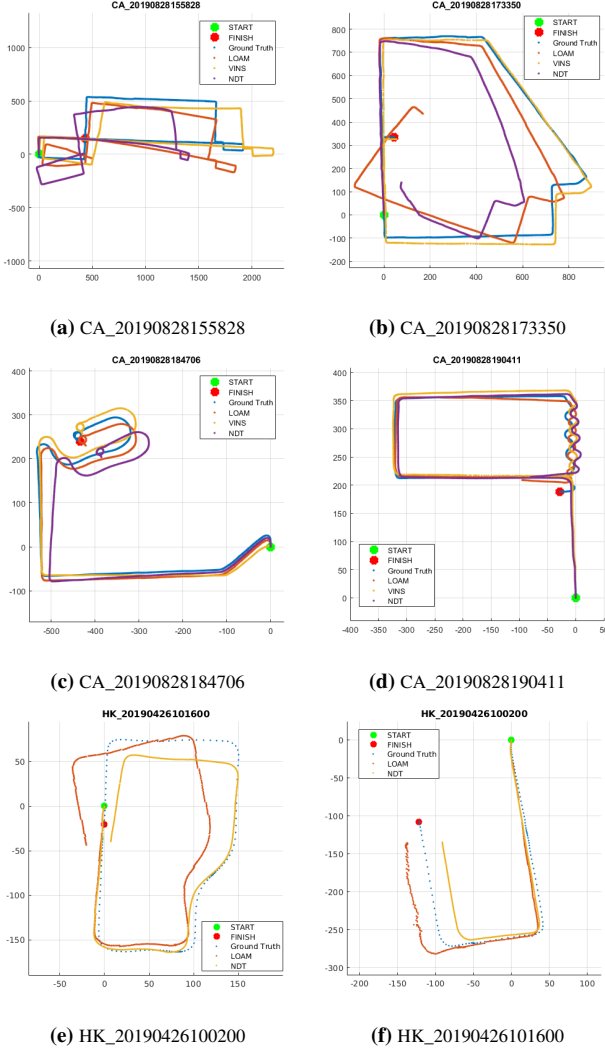 CA_20190828155828
START
FINISH
Ground Truth
LOAM
VINS
NDT
1000
500
0
-500
-1000
0 500 1000 1500 2000
(a) CA_20190828155828
CA_20190828173350
START
FINISH
Ground Truth
LOAM
VINS
NDT
800
700
600
500
400
300
200
100
0
-100
-200
0 200 400 600 800
(b) CA_20190828173350
CA_20190828184706
START
FINISH
Ground Truth
LOAM
VINS
NDT
400
300
200
100
0
-100
-500 -400 -300 -200 -100 0
(c) CA_20190828184706
CA_20190828190411
START
FINISH
Ground Truth
LOAM
VINS
NDT
400
350
300
250
200
150
100
50
0
-400 -350 -300 -250 -200 -150 -100 -50 0 50
(d) CA_20190828190411
HK_20190426101600
START
FINISH
Ground Truth
LOAM
NDT
50
0
-50
-100
-150
-50 0 50 100 150
(e) HK_20190426100200
HK_20190426100200
START
FINISH
Ground Truth
LOAM
NDT
0
-50
-100
-150
-200
-250
-300
-200 -150 -100 -50 0 50 100
(f) HK_20190426101600